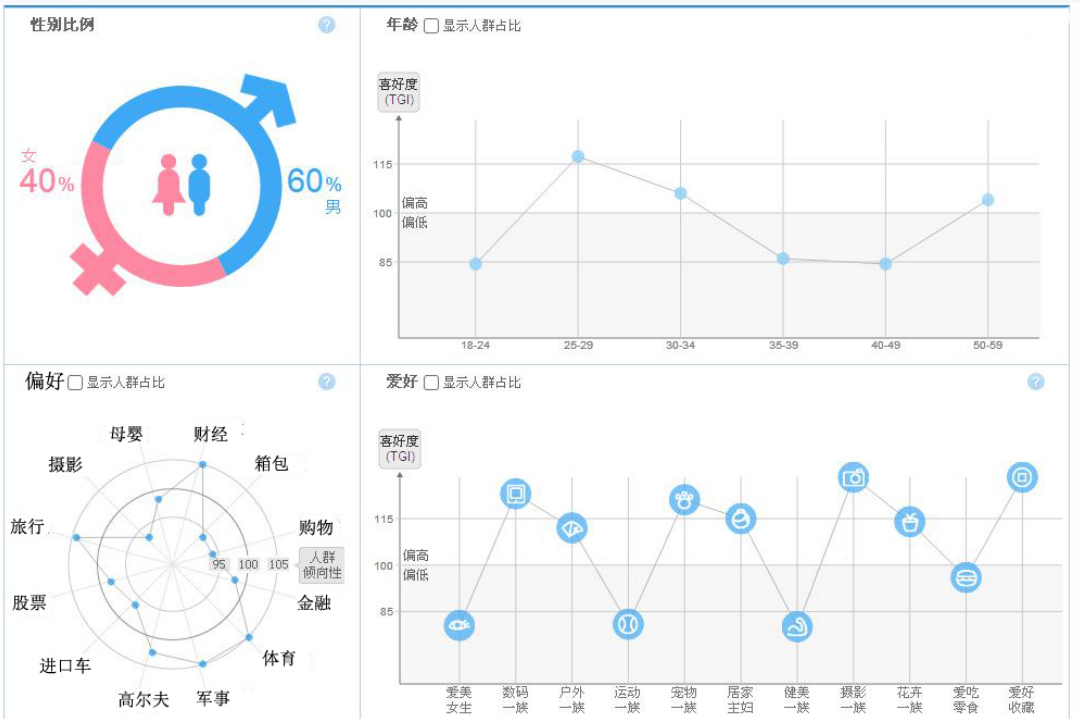 性别比例
?
女
40%
60%
男
年龄 显示人群占比
喜好度
(TGI)
115
偏高
100
偏低
85
18-24 25-29 30-34 35-39 40-49 50-59
偏好 显示人群占比
?
母婴
财经
摄影
箱包
旅行
购物
95 100 105
人群
倾向性
股票
金融
进口车
体育
高尔夫
军事
爱好 显示人群占比
?
喜好度
(TGI)
115
偏高
100
偏低
85
爱美 数码 户外 运动 宠物 居家 健美 摄影 花卉 爱吃 爱好
女生 一族 一族 一族 一族 主妇 一族 一族 一族 零食 收藏